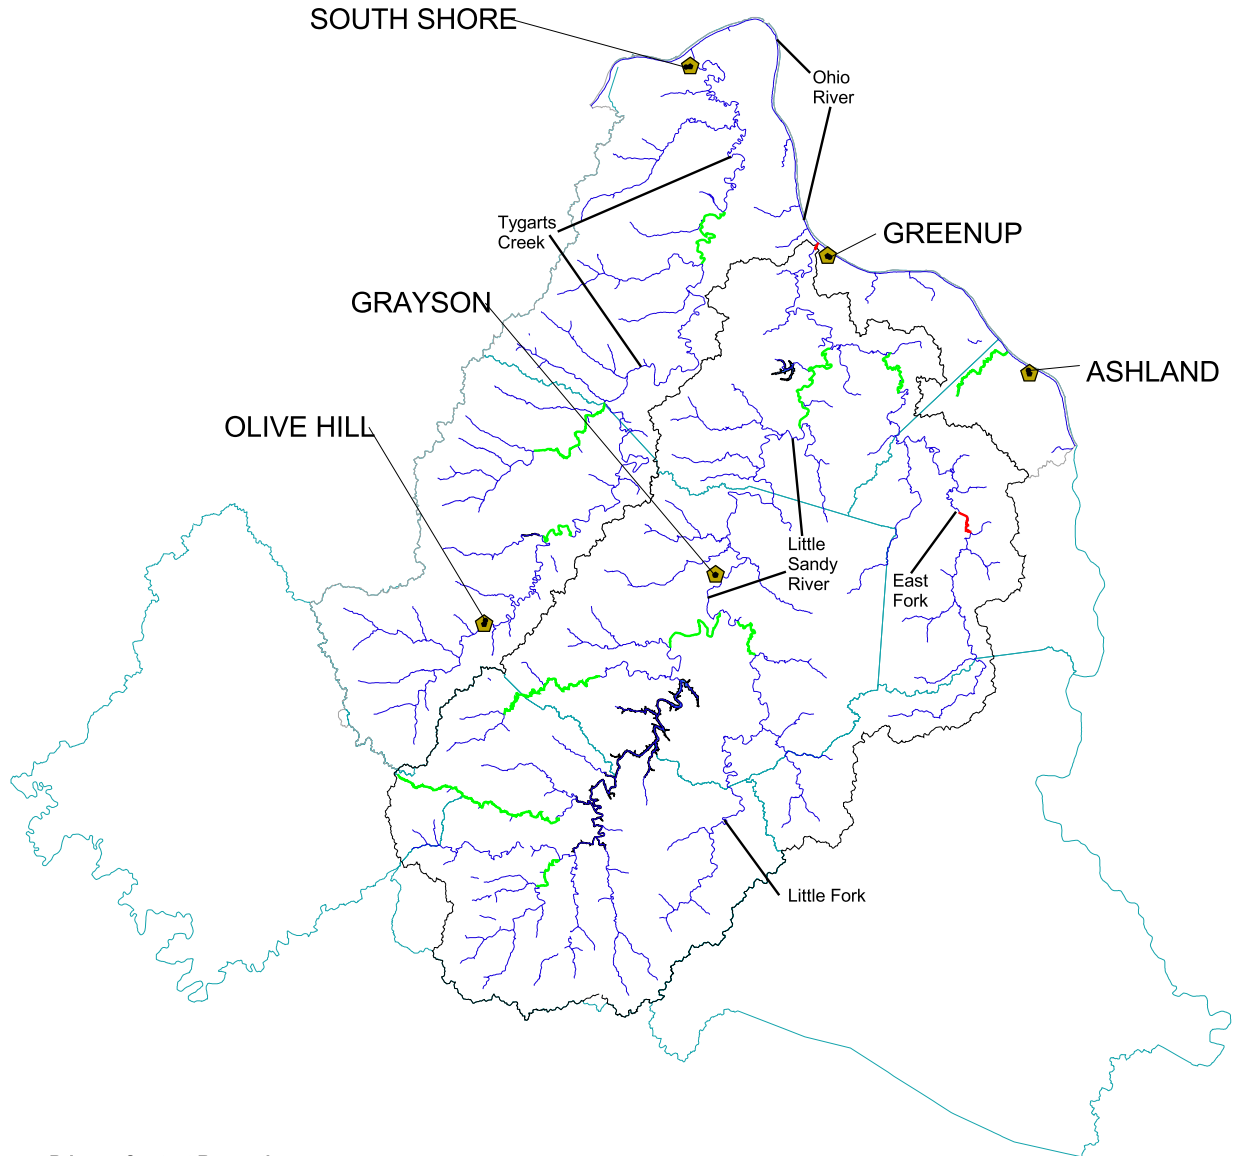 SOUTH SHORE
Ohio
River
Tygarts
Creek
GREENUP
GRAYSON
ASHLAND
OLIVE HILL
Little
Sandy
River
East
Fork
Little Fork